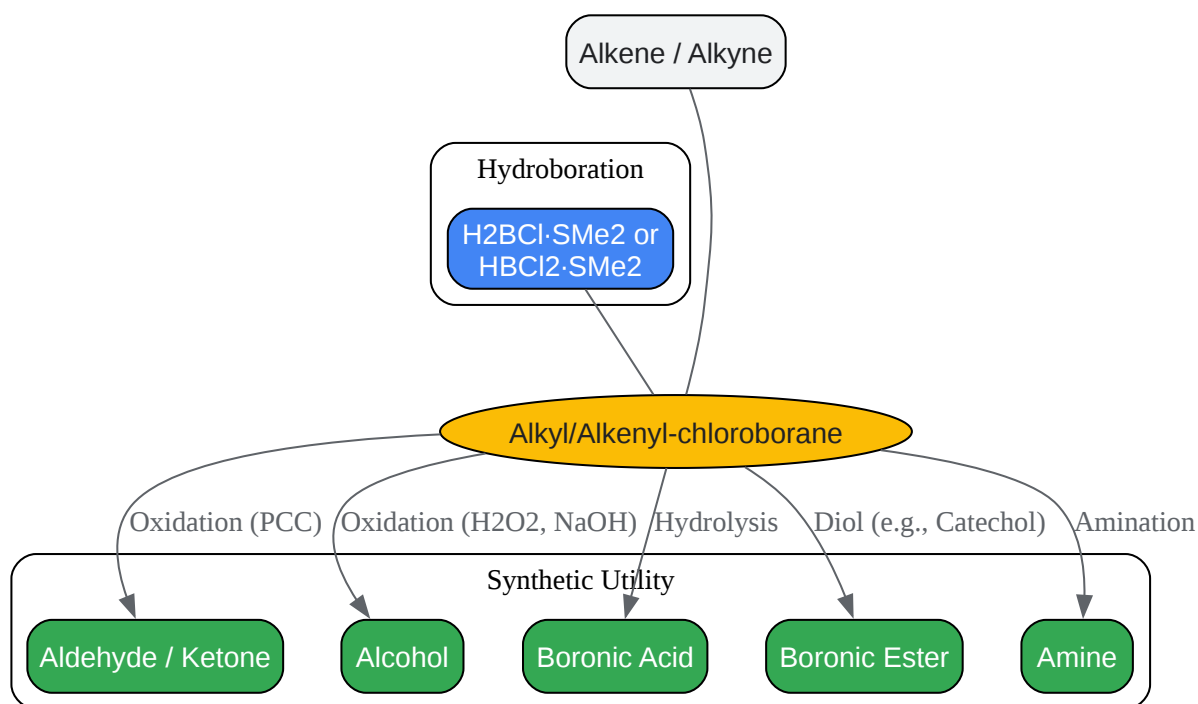 Alkene / Alkyne
Hydroboration
H2BCl·SMe2 or
HBCl2·SMe2
Alkyl/Alkenyl-chloroborane
Oxidation (PCC)
Oxidation (H2O2, NaOH)
Hydrolysis
Diol (e.g., Catechol)
Amination
Synthetic Utility
Aldehyde / Ketone
Alcohol
Boronic Acid
Boronic Ester
Amine